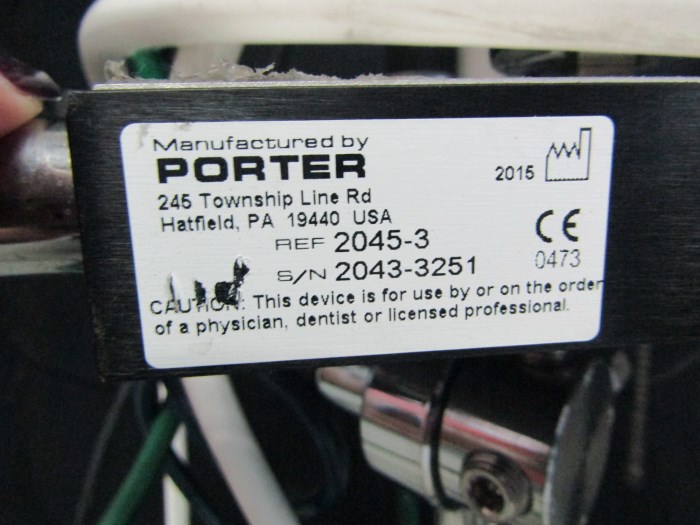 Manufactured by
PORTER
2015
245 Township Line Rd
Hatfield, PA 19440 USA
REF 2045-3
CE
S/N 2043-3251
0473
CAUTION: This device is for use by or on the order
of a physician, dentist or licensed professional.